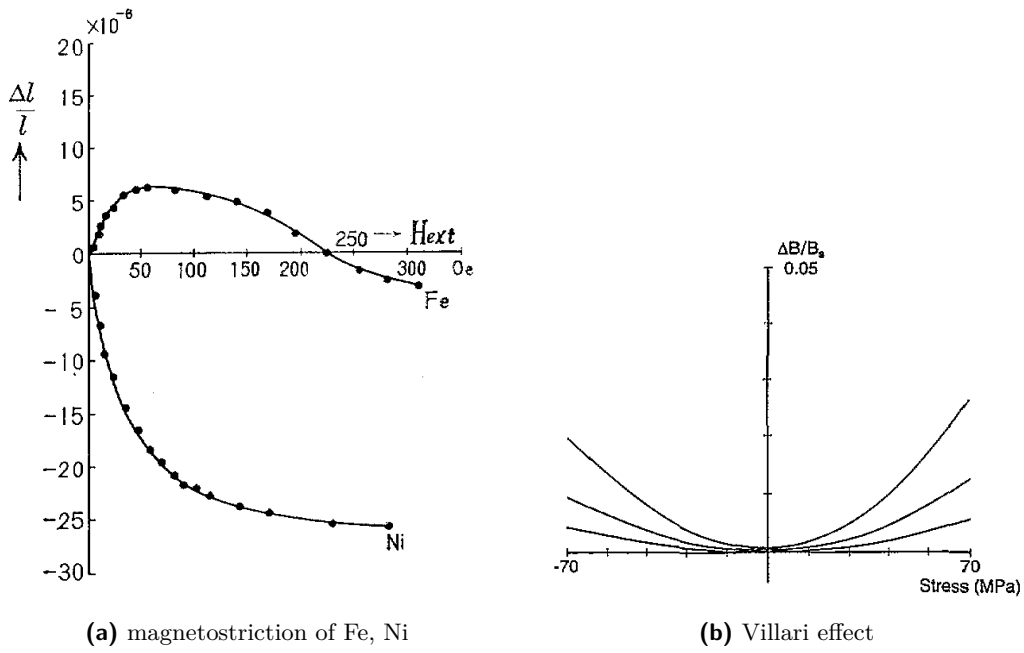 ×10⁻⁶
20
15
Δl
l
10
5
0
50
100
150
200
250 → Hext
300
Oe
Fe
-5
-10
-15
-20
-25
-30
Ni
ΔB/Bs
0.05
-70
70
Stress (MPa)
(a) magnetostriction of Fe, Ni
(b) Villari effect